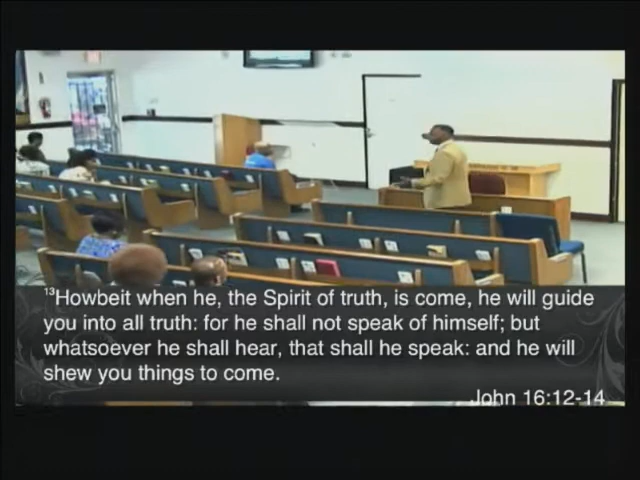 ¹³Howbeit when he, the Spirit of truth, is come, he will guide
you into all truth: for he shall not speak of himself; but
whatsoever he shall hear, that shall he speak: and he will
shew you things to come.
John 16:12-14